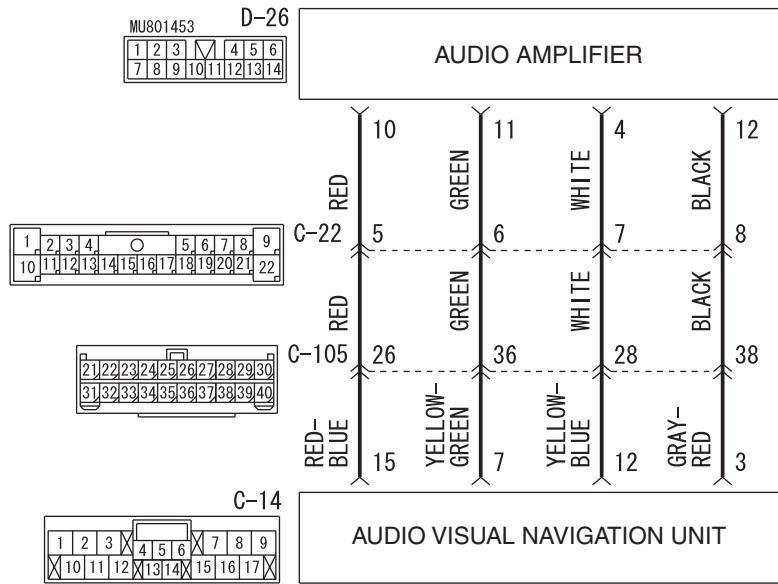 MU801453 D-26
1 2 3 4 5 6
7 8 9 10 11 12 13 14
AUDIO AMPLIFIER
10 11 4 12
RED GREEN WHITE BLACK
C-22 5 6 7 8
1 2 3 4 5 6 7 8 9
10 11 12 13 14 15 16 17 18 19 20 21 22
RED GREEN WHITE BLACK
C-105 26 36 28 38
21 22 23 24 25 26 27 28 29 30
31 32 33 34 35 36 37 38 39 40
RED-
BLUE
YELLOW-
GREEN
YELLOW-
BLUE
GRAY-
RED
15 7 12 3
C-14
1 2 3 4 5 6 7 8 9
10 11 12 13 14 15 16 17
AUDIO VISUAL NAVIGATION UNIT